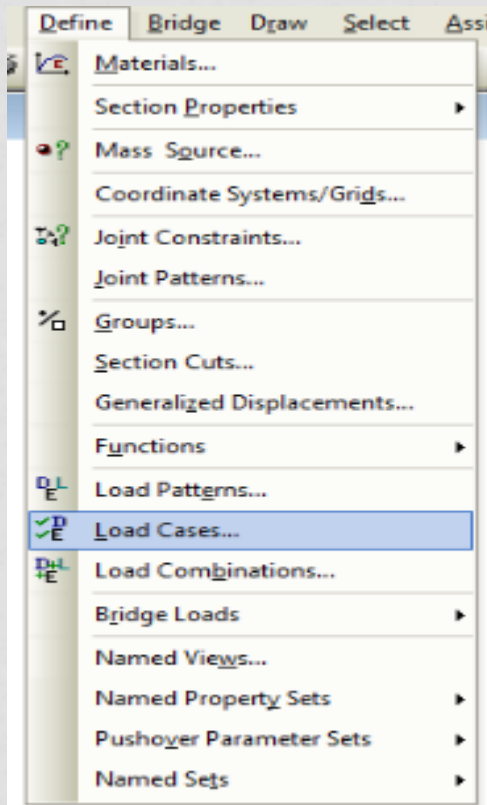 Define Bridge Draw Select Assi
Materials...
Section Properties
Mass Source...
Coordinate Systems/Grids...
Joint Constraints...
Joint Patterns...
Groups...
Section Cuts...
Generalized Displacements...
Functions
Load Patterns...
Load Cases...
Load Combinations...
Bridge Loads
Named Views...
Named Property Sets
Pushover Parameter Sets
Named Sets